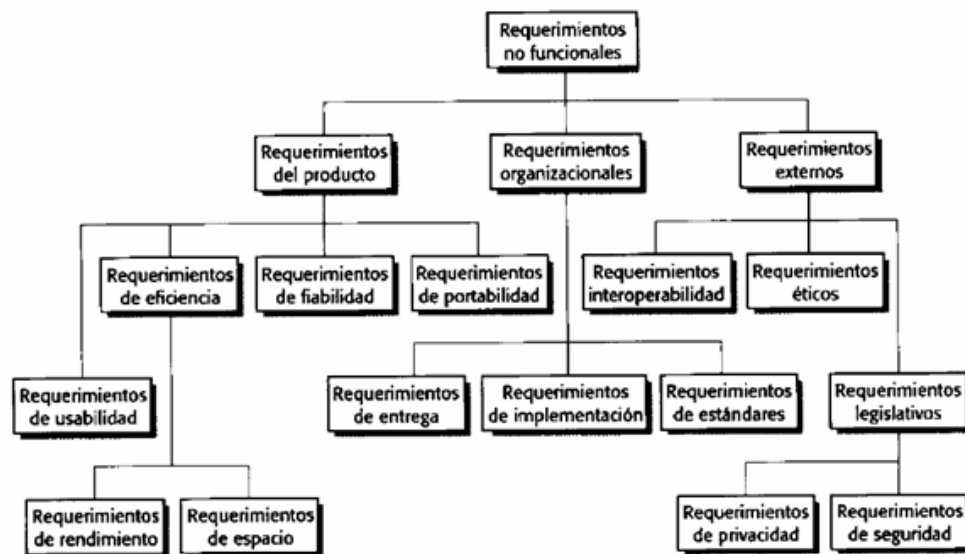 Requerimientos
no funcionales
Requerimientos
del producto
Requerimientos
organizacionales
Requerimientos
externos
Requerimientos
de eficiencia
Requerimientos
de fiabilidad
Requerimientos
de portabilidad
Requerimientos
interoperabilidad
Requerimientos
éticos
Requerimientos
de usabilidad
Requerimientos
de entrega
Requerimientos
de implementación
Requerimientos
de estándares
Requerimientos
legislativos
Requerimientos
de rendimiento
Requerimientos
de espacio
Requerimientos
de privacidad
Requerimientos
de seguridad